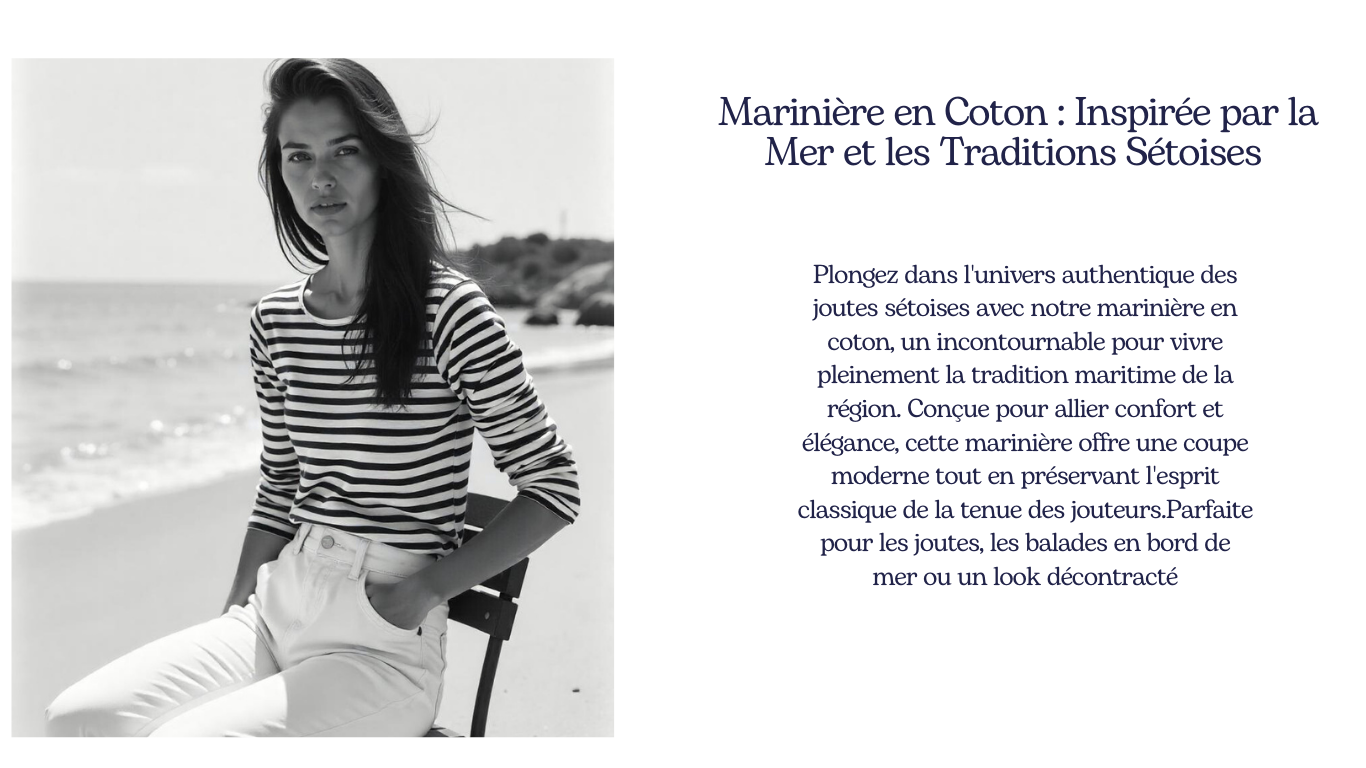 Marinière en Coton : Inspirée par la
Mer et les Traditions Sétoises
Plongez dans l'univers authentique des
joutes sétoises avec notre marinière en
coton, un incontournable pour vivre
pleinement la tradition maritime de la
région. Conçue pour allier confort et
élégance, cette marinière offre une coupe
moderne tout en préservant l'esprit
classique de la tenue des jouteurs.Parfaite
pour les joutes, les balades en bord de
mer ou un look décontracté